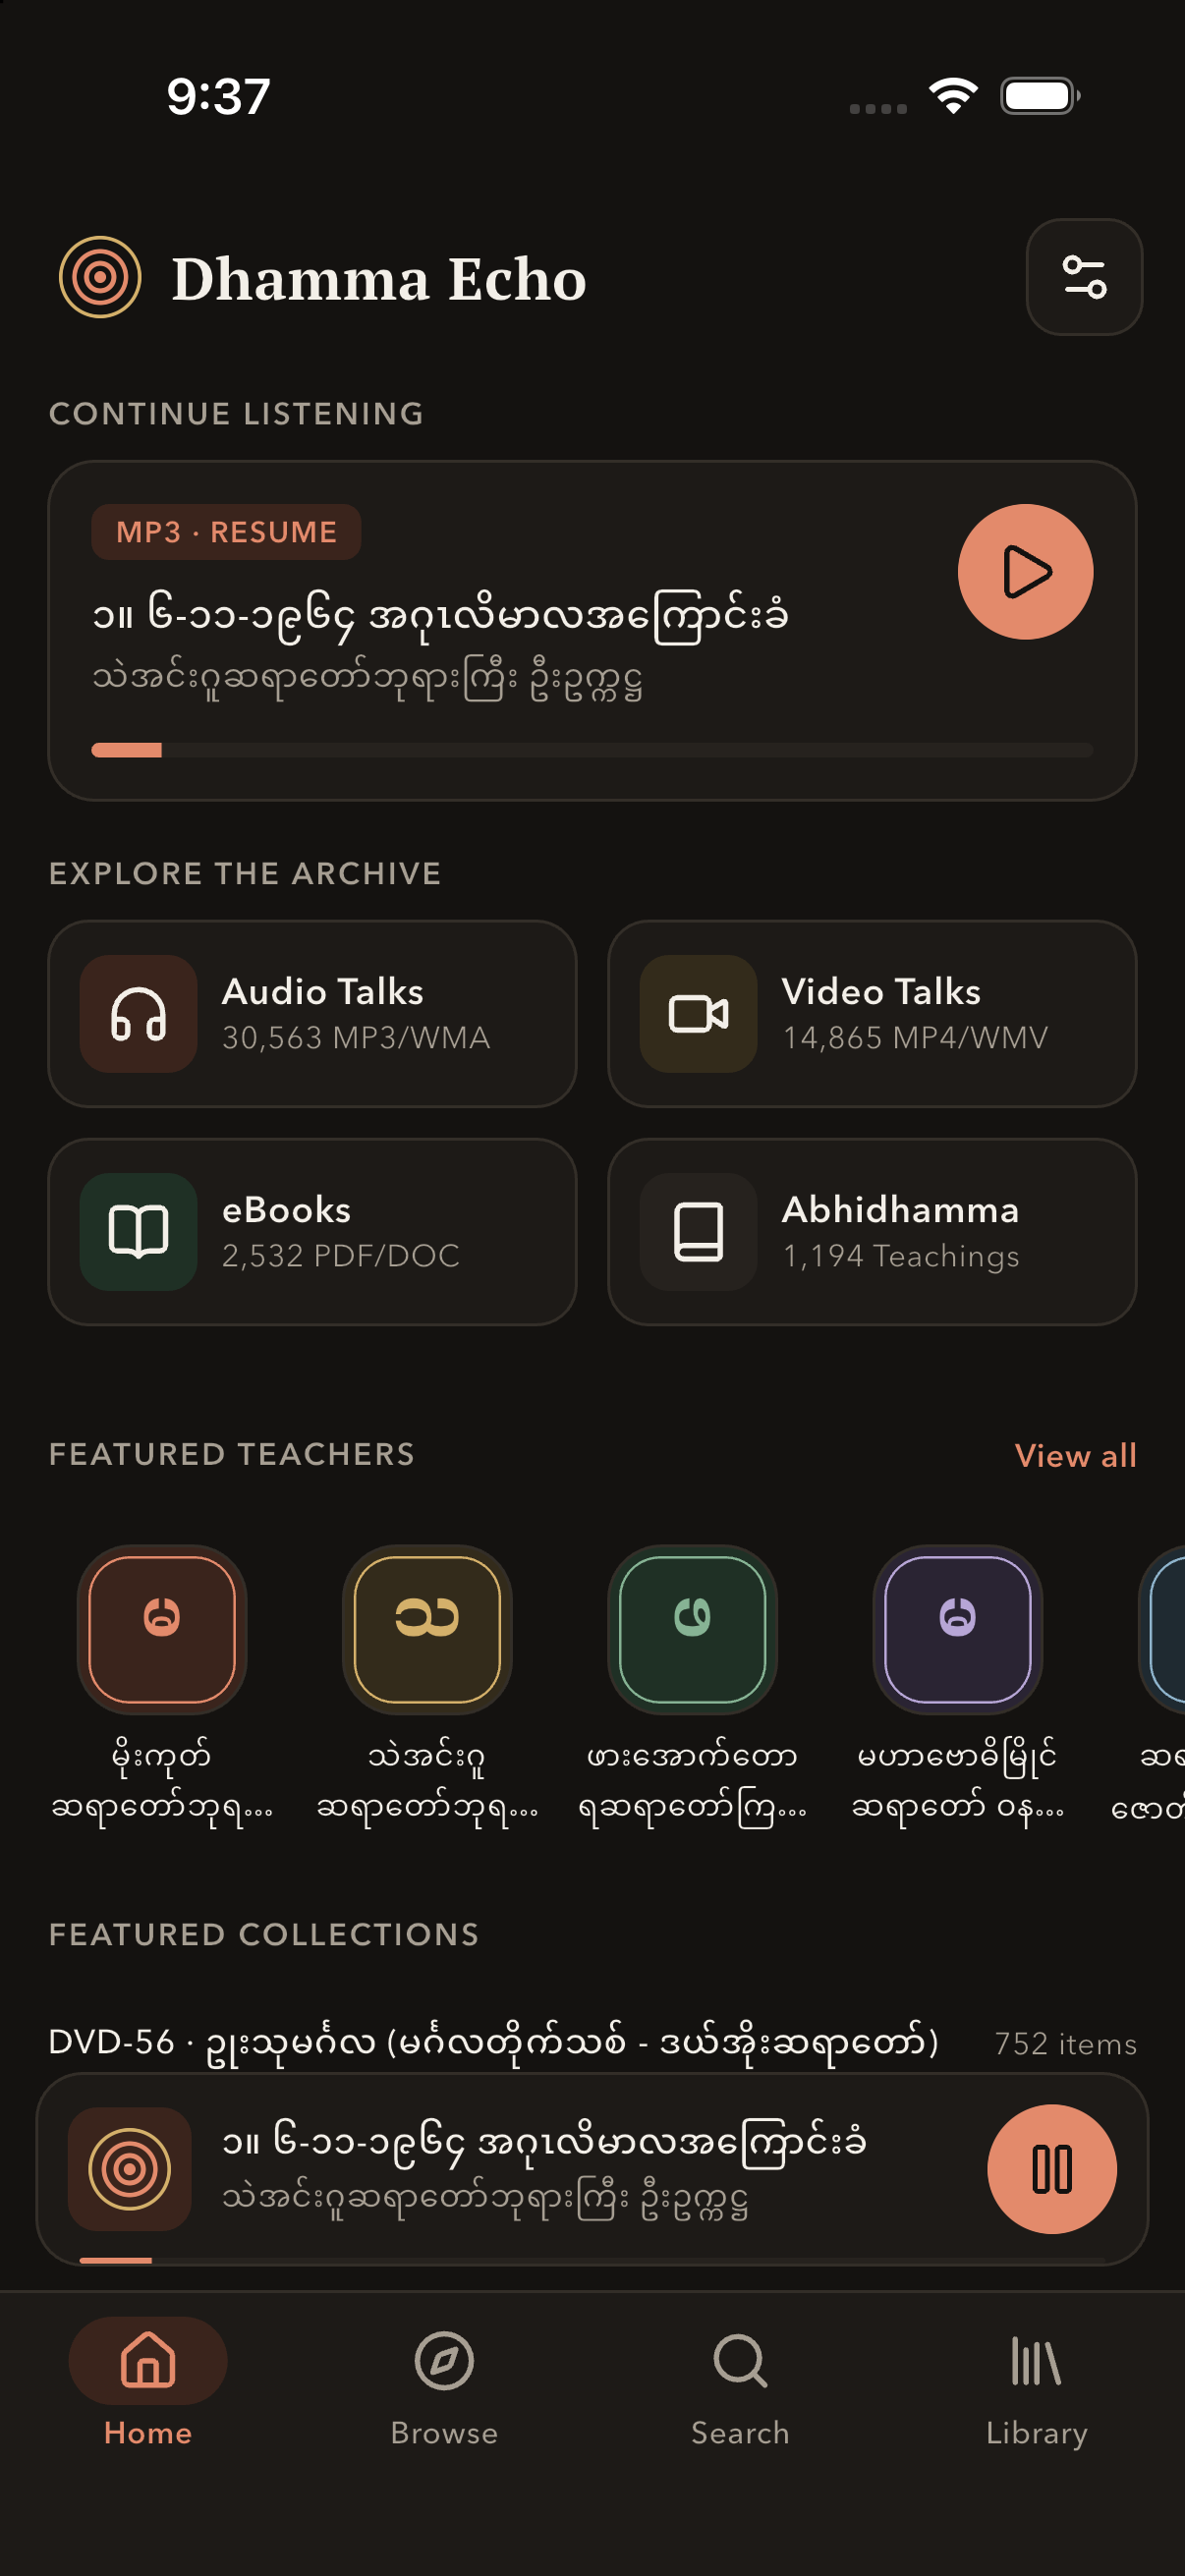 9:37
Dhamma Echo
CONTINUE LISTENING
MP3 · RESUME
၁။ ၆-၁၁-၁၉၆၄ အဂုၤလိမာလအကြောင်းခံ
သဲအင်းဂူဆရာတော်ဘုရားကြီး ဦးဥက္ကဋ္ဌ
EXPLORE THE ARCHIVE
Audio Talks
30,563 MP3/WMA
Video Talks
14,865 MP4/WMV
eBooks
2,532 PDF/DOC
Abhidhamma
1,194 Teachings
FEATURED TEACHERS
View all
မိုးကုတ်
ဆရာတော်ဘုရ...
သဲအင်းဂူ
ဆရာတော်ဘုရ...
ဖားအောက်တော
ရဆရာတော်ကြ...
မဟာဗောဓိမြိုင်
ဆရာတော် ဝန...
FEATURED COLLECTIONS
DVD-56 · ဥူးသုမင်္ဂလ (မင်္ဂလတိုက်သစ် - ဒယ်အိုးဆရာတော်)
752 items
၁။ ၆-၁၁-၁၉၆၄ အဂုၤလိမာလအကြောင်းခံ
သဲအင်းဂူဆရာတော်ဘုရားကြီး ဦးဥက္ကဋ္ဌ
Home
Browse
Search
Library